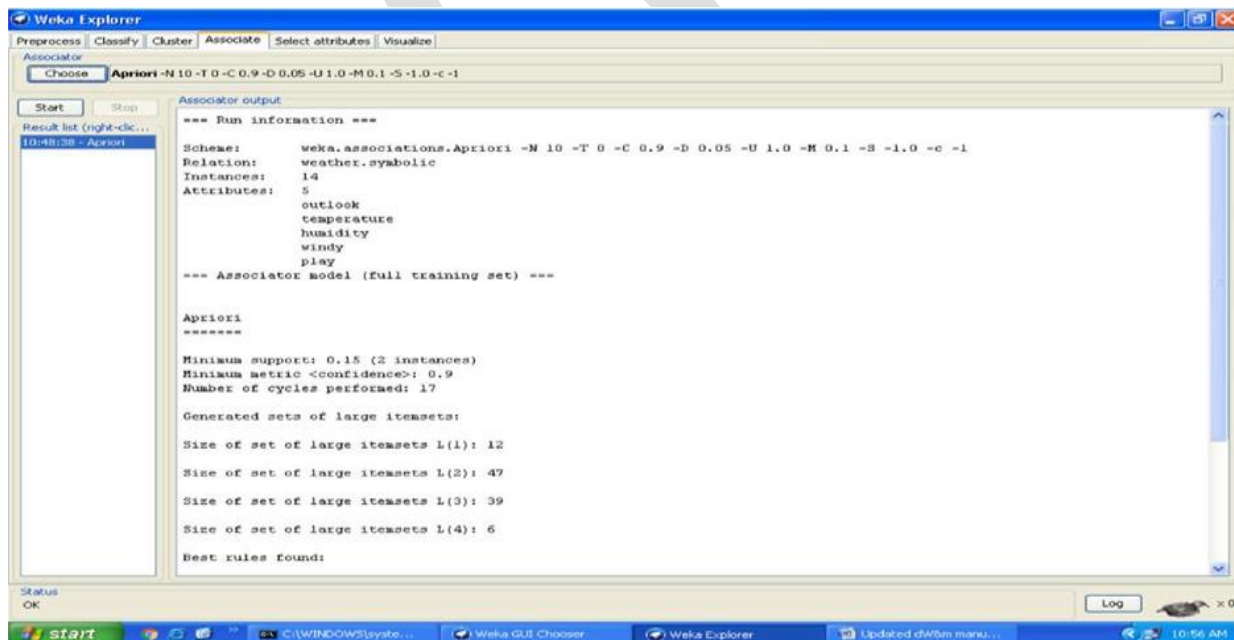 Weka Explorer
Preprocess Classify Cluster Associate Select attributes Visualize
Associator
Choose Apriori -N 10 -T 0 -C 0.9 -D 0.05 -U 1.0 -M 0.1 -S -1.0 -c -1
Start Stop
Result list (right-clic...
10:48:38 - Apriori
Associator output
=== Run information ===
Scheme: weka.associations.Apriori -N 10 -T 0 -C 0.9 -D 0.05 -U 1.0 -M 0.1 -S -1.0 -c -1
Relation: weather.symbolic
Instances: 14
Attributes: 5
outlook
temperature
humidity
windy
play
=== Associator model (full training set) ===
Apriori
=======
Minimum support: 0.15 (2 instances)
Minimum metric <confidence>: 0.9
Number of cycles performed: 17
Generated sets of large itemsets:
Size of set of large itemsets L(1): 12
Size of set of large itemsets L(2): 47
Size of set of large itemsets L(3): 39
Size of set of large itemsets L(4): 6
Best rules found:
Status
OK
Log x 0
start C:\WINDOWS\syste... Weka GUI Chooser Weka Explorer Updated dW&m manu... 10:56 AM